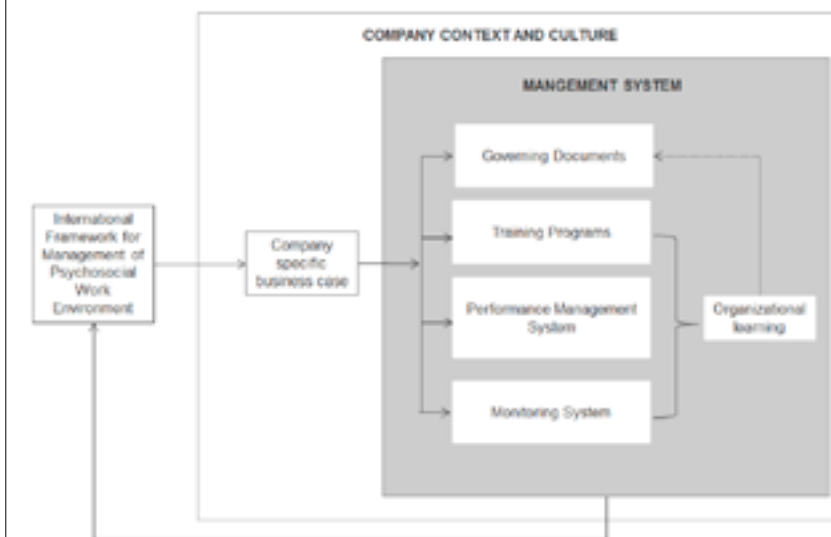 COMPANY CONTEXT AND CULTURE
MANGEMENT SYSTEM
Governing Documents
International
Framework for
Management of
Psychosocial
Work
Environment
Company
specific
business case
Training Programs
Performance Management
System
Organizational
learning
Monitoring System